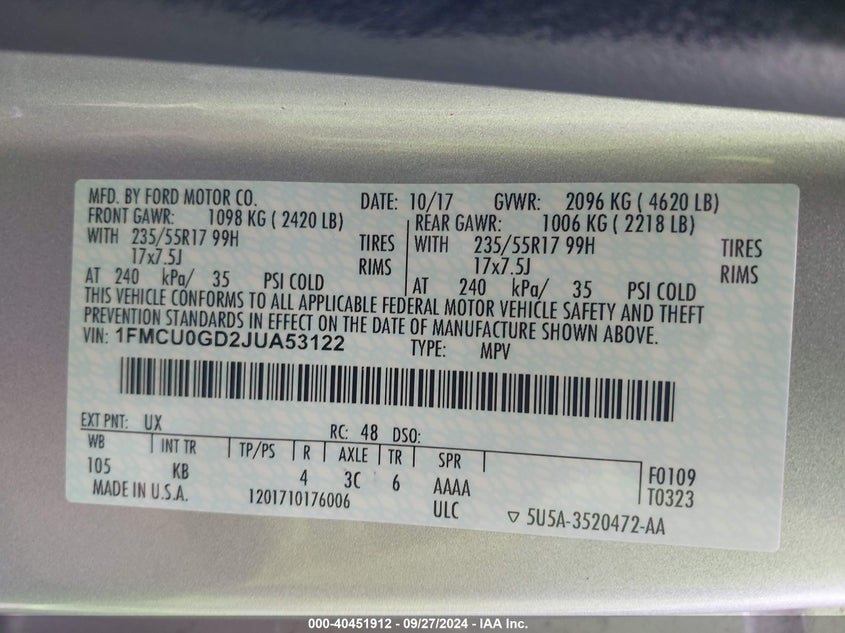 MFD. BY FORD MOTOR CO. DATE: 10/17 GVWR: 2096 KG ( 4620 LB)
FRONT GAWR: 1098 KG ( 2420 LB) REAR GAWR: 1006 KG ( 2218 LB)
WITH 235/55R17 99H TIRES WITH 235/55R17 99H TIRES
17x7.5J RIMS 17x7.5J RIMS
AT 240 kPa/ 35 PSI COLD AT 240 kPa/ 35 PSI COLD
THIS VEHICLE CONFORMS TO ALL APPLICABLE FEDERAL MOTOR VEHICLE SAFETY AND THEFT
PREVENTION STANDARDS IN EFFECT ON THE DATE OF MANUFACTURE SHOWN ABOVE.
VIN: 1FMCU0GD2JUA53122 TYPE: MPV
EXT PNT: UX RC: 48 DSO:
WB INT TR TP/PS R AXLE TR SPR
105 KB 4 3C 6 AAAA F0109
MADE IN U.S.A. 1201710176006 ULC T0323
5U5A-3520472-AA
000-40451912 - 09/27/2024 - IAA Inc.